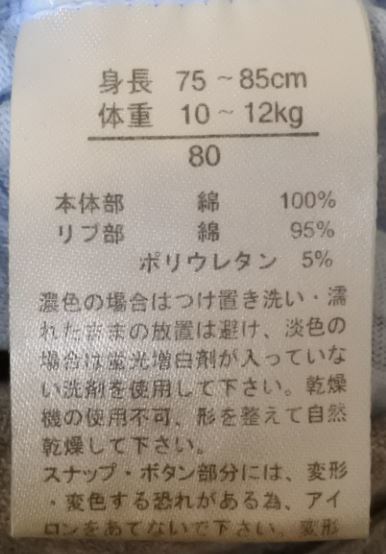 身長 75～85cm
体重 10～12kg
80
本体部 綿 100%
リブ部 綿 95%
ポリウレタン 5%
濃色の場合はつけ置き洗い・濡
れたままの放置は避け、淡色の
場合は蛍光増白剤が入っていな
い洗剤を使用して下さい。乾燥
機の使用不可、形を整えて自然
乾燥して下さい。
スナップ・ボタン部分には、変形
・変色する恐れがある為、アイ
ロンをあてないで下さい。変形